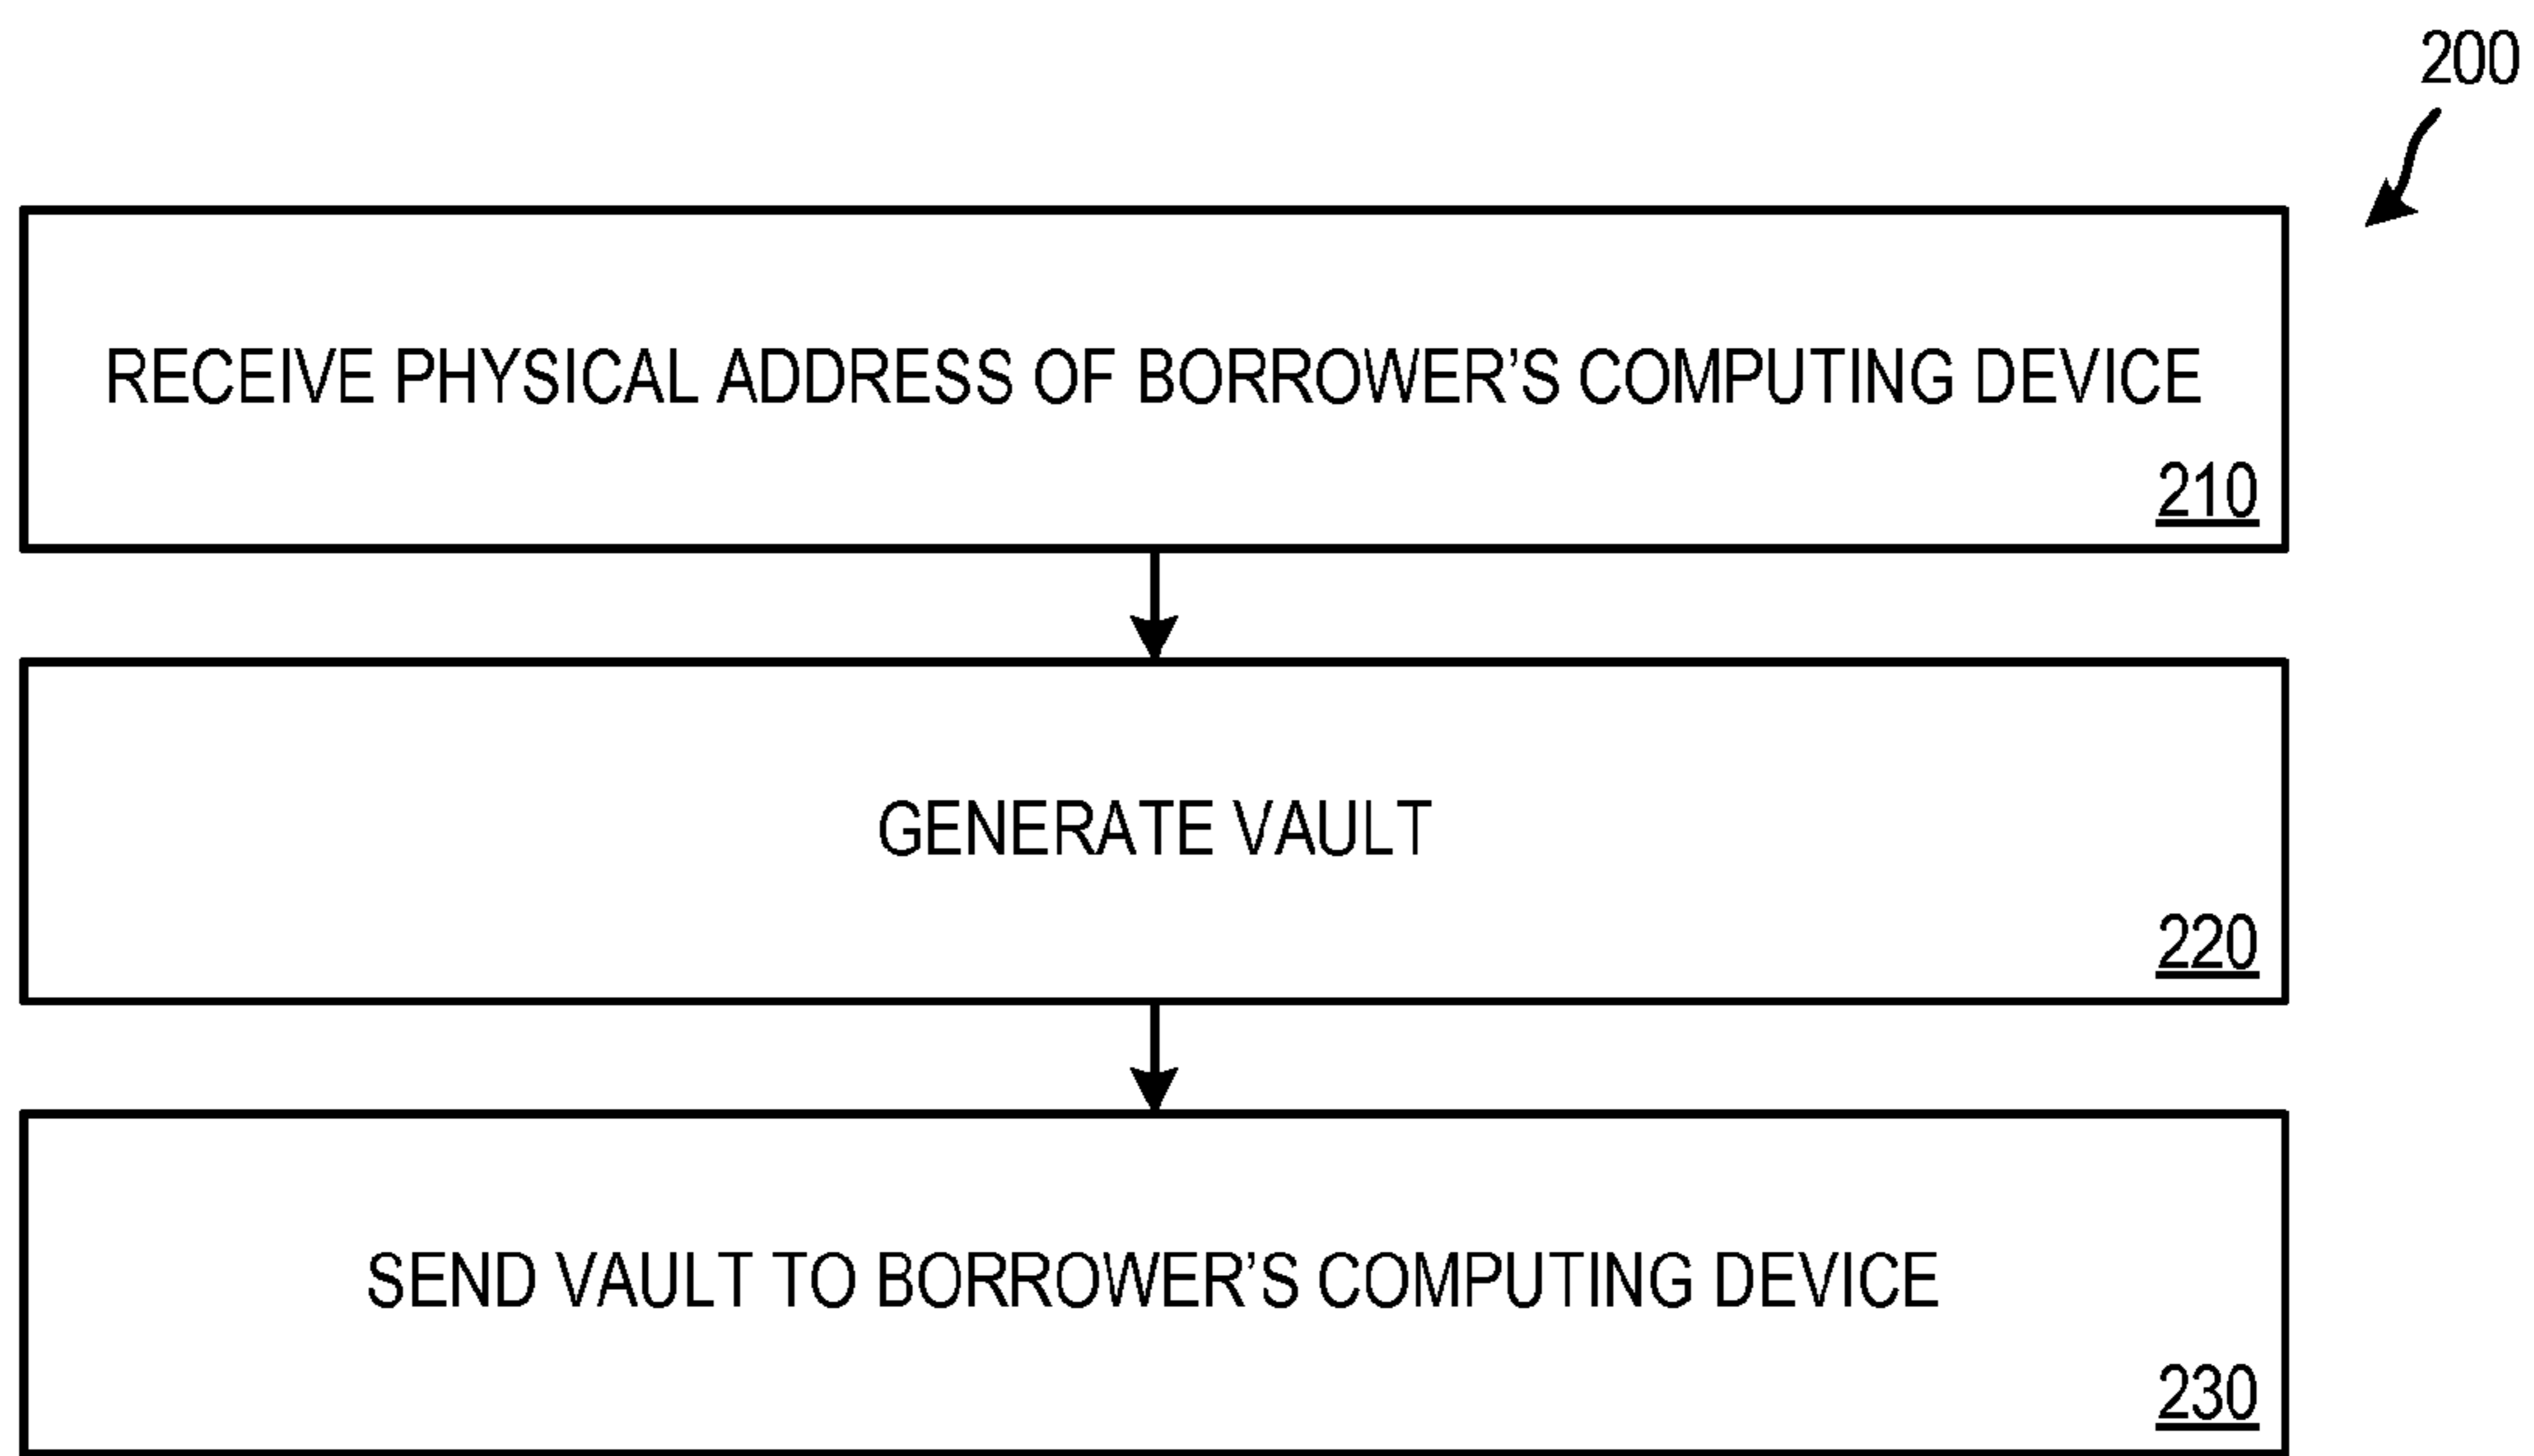 200
RECEIVE PHYSICAL ADDRESS OF BORROWER’S COMPUTING DEVICE
210
GENERATE VAULT
220
SEND VAULT TO BORROWER’S COMPUTING DEVICE
230